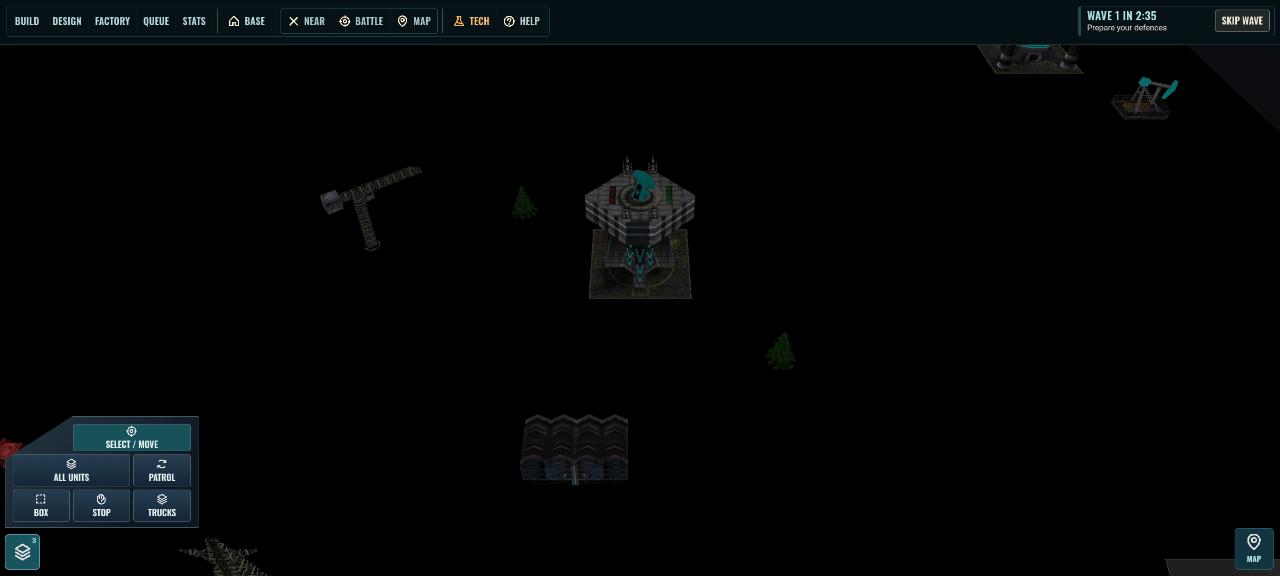 BUILD DESIGN FACTORY QUEUE STATS BASE NEAR BATTLE MAP TECH HELP
WAVE 1 IN 2:35
Prepare your defences
SKIP WAVE
SELECT / MOVE
ALL UNITS PATROL
BOX STOP TRUCKS
3
MAP